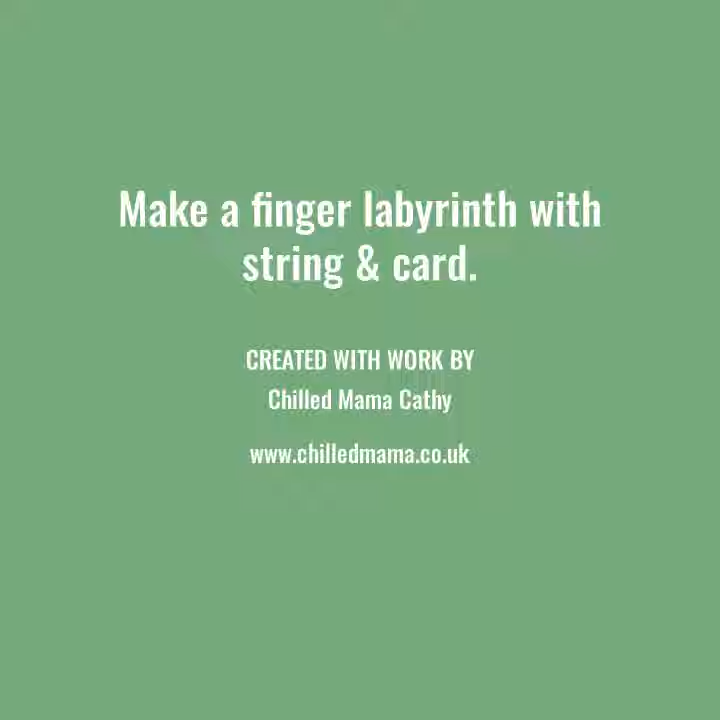 Make a finger labyrinth with
string & card.
CREATED WITH WORK BY
Chilled Mama Cathy
www.chilledmama.co.uk